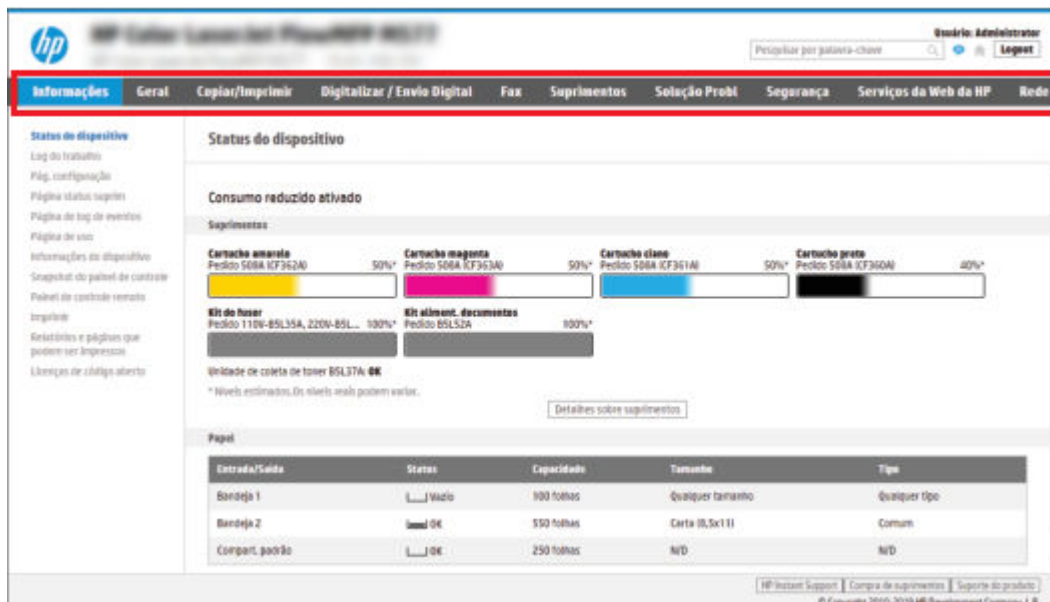 hp
HP Color LaserJet FlowMFP M577
Usuário: Administrator
Pesquisar por palavra-chave
Logout
Informações Geral Copiar/Imprimir Digitalizar / Envio Digital Fax Suprimentos Solução Probl Segurança Serviços da Web da HP Rede
Status do dispositivo
Log do trabalho
Pág. configuração
Página status suprim
Página de log de eventos
Página de uso
Informações do dispositivo
Snapshot do painel de controle
Painel de controle remoto
Imprimir
Relatórios e páginas que
podem ser impressos
Licenças de código aberto
Status do dispositivo
Consumo reduzido ativado
Suprimentos
Cartucho amarelo Cartucho magenta Cartucho ciano Cartucho preto
Pedido 508A (CF362A) 50%* Pedido 508A (CF363A) 50%* Pedido 508A (CF361A) 50%* Pedido 508A (CF360A) 40%*
Kit do fusor Kit aliment. documentos
Pedido 110V-B5L35A, 220V-B5L... 100%* Pedido B5L52A 100%*
Unidade de coleta de toner B5L37A: OK
* Níveis estimados. Os níveis reais podem variar.
Detalhes sobre suprimentos
Papel
Entrada/Saída Status Capacidade Tamanho Tipo
Bandeja 1 Vazio 100 folhas Qualquer tamanho Qualquer tipo
Bandeja 2 OK 550 folhas Carta (8,5x11) Comum
Compart. padrão OK 250 folhas N/D N/D
HP Instant Support Compra de suprimentos Suporte do produto